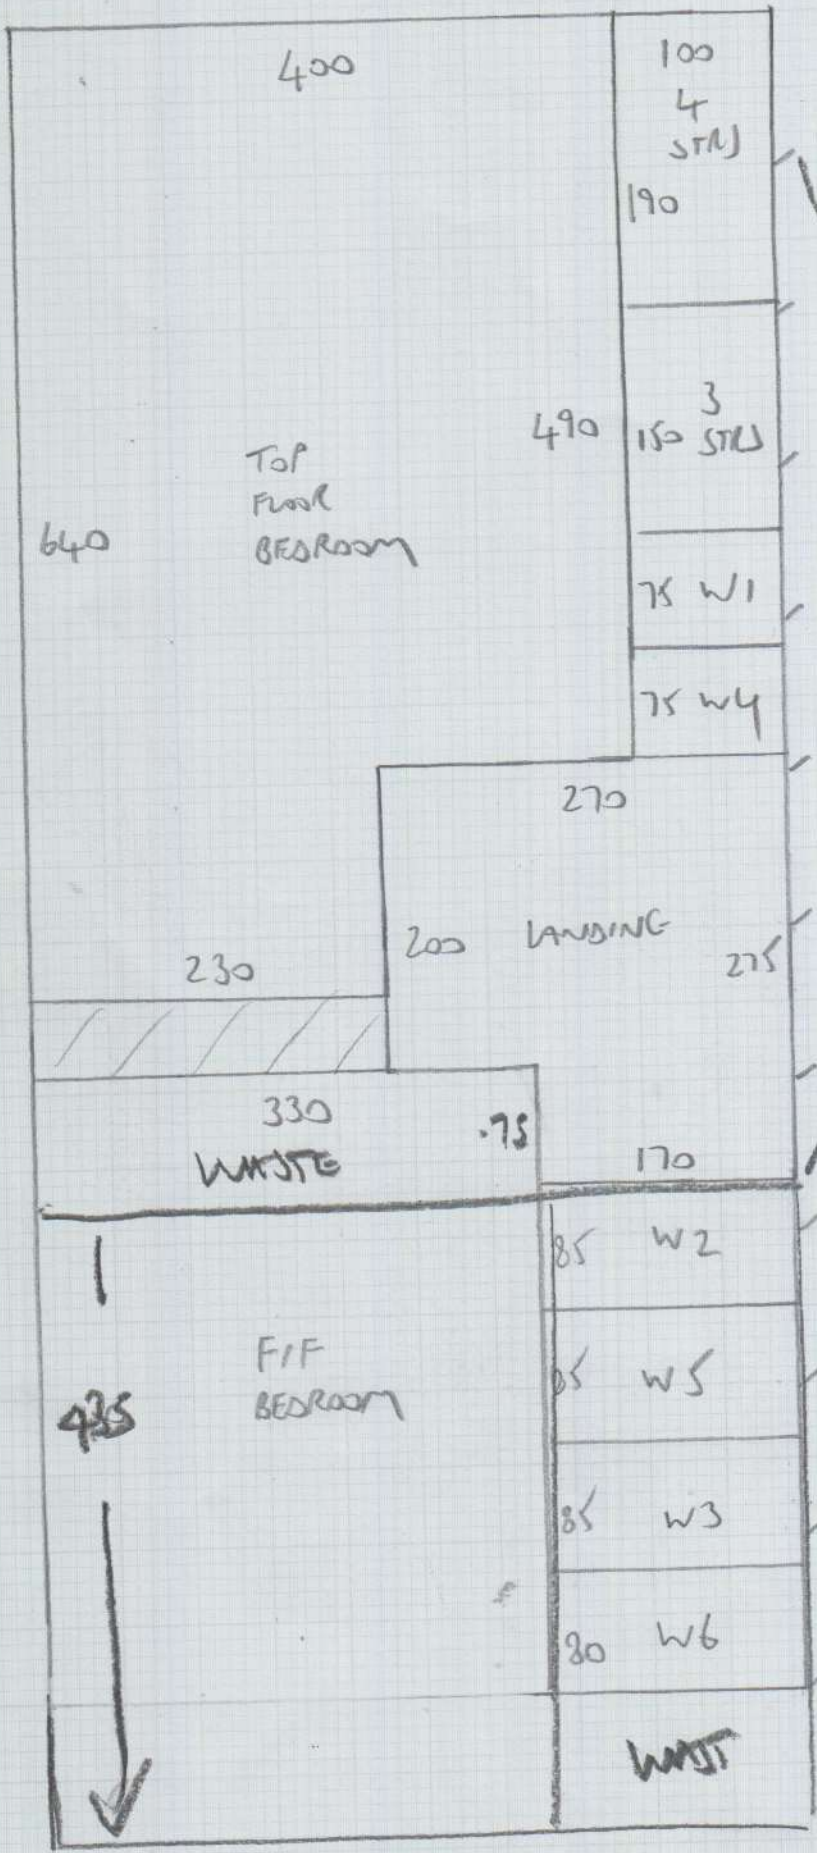 400
100
4
STRS
190
3
150 STRS
490
TOP
FLOOR
BEDROOM
640
75 W1
75 W4
270
200 LANDING
275
230
330
.75
WASTE
170
85 W2
F/F
BEDROOM
435
85 W5
85 W3
80 W6
WAST